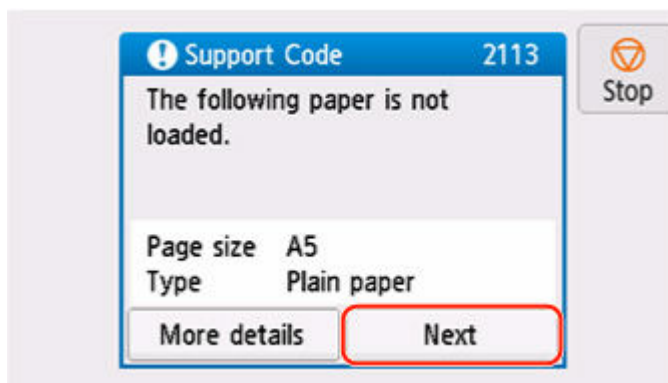 Support Code 2113
Stop
The following paper is not
loaded.
Page size A5
Type Plain paper
More details Next